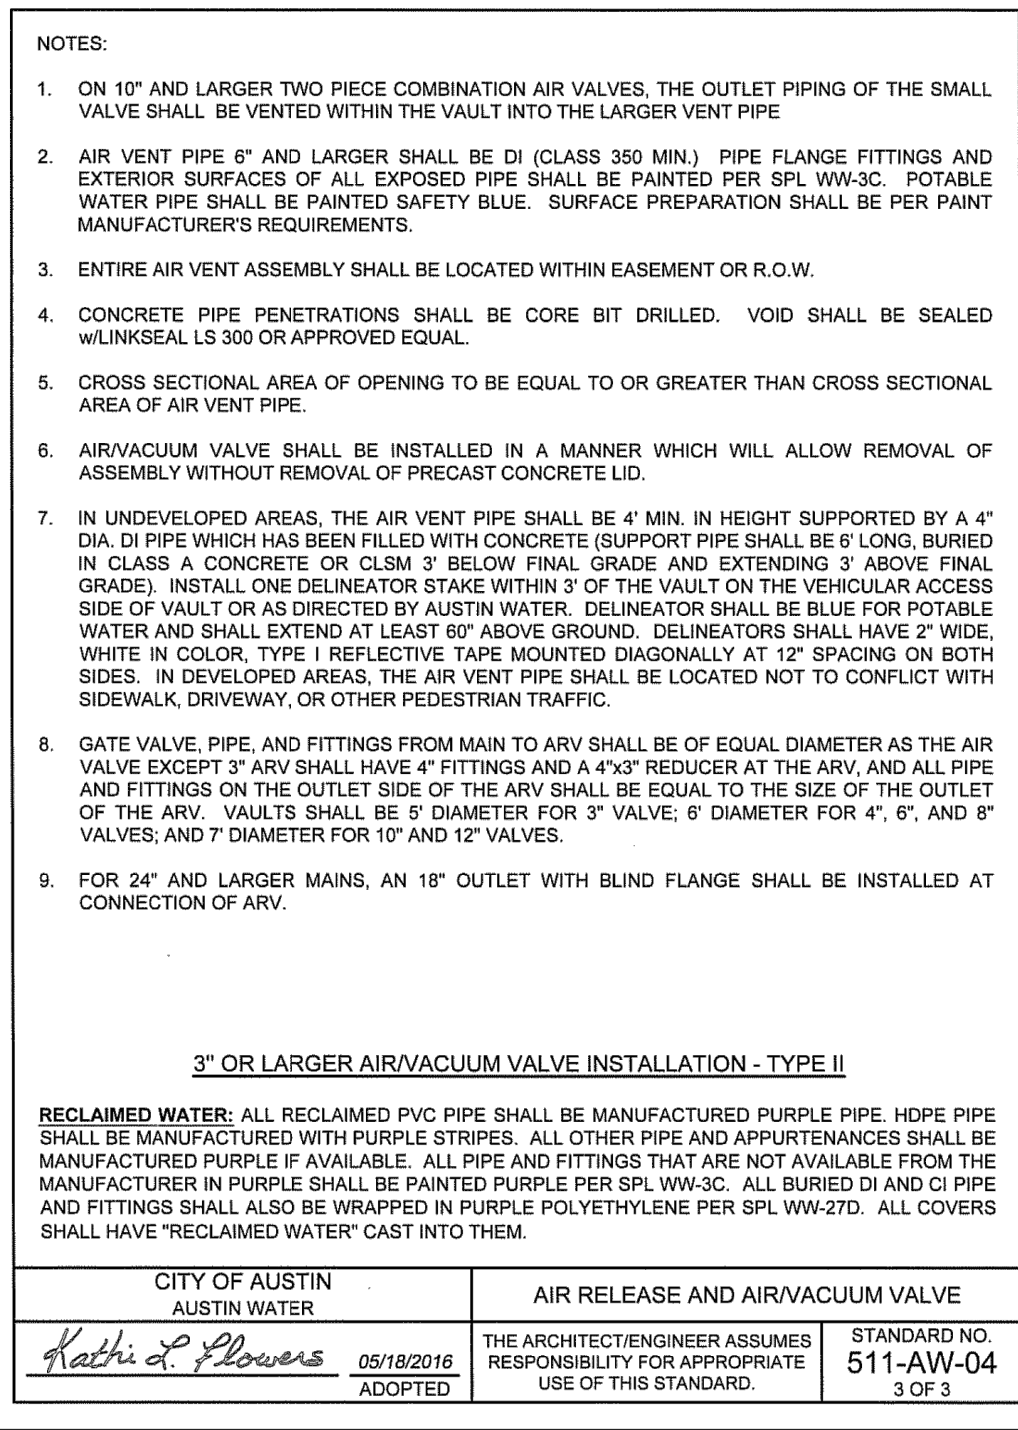 NOTES:
1. ON 10" AND LARGER TWO PIECE COMBINATION AIR VALVES, THE OUTLET PIPING OF THE SMALL
VALVE SHALL BE VENTED WITHIN THE VAULT INTO THE LARGER VENT PIPE
2. AIR VENT PIPE 6" AND LARGER SHALL BE DI (CLASS 350 MIN.) PIPE FLANGE FITTINGS AND
EXTERIOR SURFACES OF ALL EXPOSED PIPE SHALL BE PAINTED PER SPL WW-3C. POTABLE
WATER PIPE SHALL BE PAINTED SAFETY BLUE. SURFACE PREPARATION SHALL BE PER PAINT
MANUFACTURER'S REQUIREMENTS.
3. ENTIRE AIR VENT ASSEMBLY SHALL BE LOCATED WITHIN EASEMENT OR R.O.W.
4. CONCRETE PIPE PENETRATIONS SHALL BE CORE BIT DRILLED. VOID SHALL BE SEALED
w/LINKSEAL LS 300 OR APPROVED EQUAL.
5. CROSS SECTIONAL AREA OF OPENING TO BE EQUAL TO OR GREATER THAN CROSS SECTIONAL
AREA OF AIR VENT PIPE.
6. AIR/VACUUM VALVE SHALL BE INSTALLED IN A MANNER WHICH WILL ALLOW REMOVAL OF
ASSEMBLY WITHOUT REMOVAL OF PRECAST CONCRETE LID.
7. IN UNDEVELOPED AREAS, THE AIR VENT PIPE SHALL BE 4' MIN. IN HEIGHT SUPPORTED BY A 4"
DIA. DI PIPE WHICH HAS BEEN FILLED WITH CONCRETE (SUPPORT PIPE SHALL BE 6' LONG, BURIED
IN CLASS A CONCRETE OR CLSM 3' BELOW FINAL GRADE AND EXTENDING 3' ABOVE FINAL
GRADE). INSTALL ONE DELINEATOR STAKE WITHIN 3' OF THE VAULT ON THE VEHICULAR ACCESS
SIDE OF VAULT OR AS DIRECTED BY AUSTIN WATER. DELINEATOR SHALL BE BLUE FOR POTABLE
WATER AND SHALL EXTEND AT LEAST 60" ABOVE GROUND. DELINEATORS SHALL HAVE 2" WIDE,
WHITE IN COLOR, TYPE I REFLECTIVE TAPE MOUNTED DIAGONALLY AT 12" SPACING ON BOTH
SIDES. IN DEVELOPED AREAS, THE AIR VENT PIPE SHALL BE LOCATED NOT TO CONFLICT WITH
SIDEWALK, DRIVEWAY, OR OTHER PEDESTRIAN TRAFFIC.
8. GATE VALVE, PIPE, AND FITTINGS FROM MAIN TO ARV SHALL BE OF EQUAL DIAMETER AS THE AIR
VALVE EXCEPT 3" ARV SHALL HAVE 4" FITTINGS AND A 4"x3" REDUCER AT THE ARV, AND ALL PIPE
AND FITTINGS ON THE OUTLET SIDE OF THE ARV SHALL BE EQUAL TO THE SIZE OF THE OUTLET
OF THE ARV. VAULTS SHALL BE 5' DIAMETER FOR 3" VALVE; 6' DIAMETER FOR 4", 6", AND 8"
VALVES; AND 7' DIAMETER FOR 10" AND 12" VALVES.
9. FOR 24" AND LARGER MAINS, AN 18" OUTLET WITH BLIND FLANGE SHALL BE INSTALLED AT
CONNECTION OF ARV.
3" OR LARGER AIR/VACUUM VALVE INSTALLATION - TYPE II
RECLAIMED WATER: ALL RECLAIMED PVC PIPE SHALL BE MANUFACTURED PURPLE PIPE. HDPE PIPE
SHALL BE MANUFACTURED WITH PURPLE STRIPES. ALL OTHER PIPE AND APPURTENANCES SHALL BE
MANUFACTURED PURPLE IF AVAILABLE. ALL PIPE AND FITTINGS THAT ARE NOT AVAILABLE FROM THE
MANUFACTURER IN PURPLE SHALL BE PAINTED PURPLE PER SPL WW-3C. ALL BURIED DI AND CI PIPE
AND FITTINGS SHALL ALSO BE WRAPPED IN PURPLE POLYETHYLENE PER SPL WW-27D. ALL COVERS
SHALL HAVE "RECLAIMED WATER" CAST INTO THEM.
CITY OF AUSTIN
AUSTIN WATER
AIR RELEASE AND AIR/VACUUM VALVE
Kathi L. Flowers 05/18/2016
ADOPTED
THE ARCHITECT/ENGINEER ASSUMES
RESPONSIBILITY FOR APPROPRIATE
USE OF THIS STANDARD.
STANDARD NO.
511-AW-04
3 OF 3